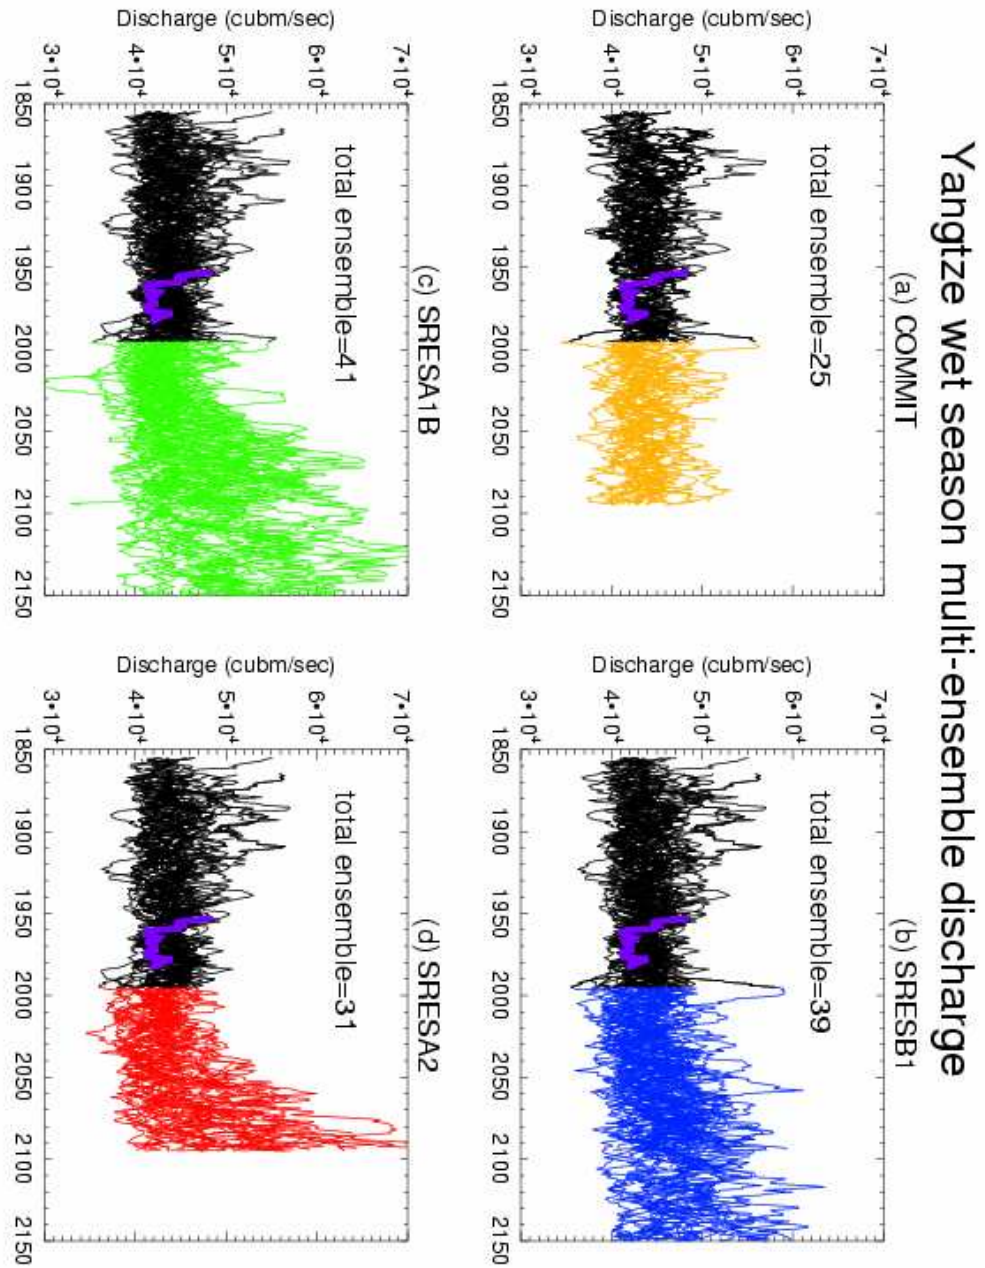 Yangtze wet season multi-ensemble discharge
(a) COMMIT
total ensemble=25
Discharge (cubm/sec)
7•10⁴
6•10⁴
5•10⁴
4•10⁴
3•10⁴
1850 1900 1950 2000 2050 2100 2150
(b) SRESB1
total ensemble=39
Discharge (cubm/sec)
7•10⁴
6•10⁴
5•10⁴
4•10⁴
3•10⁴
1850 1900 1950 2000 2050 2100 2150
(c) SRESA1B
total ensemble=41
Discharge (cubm/sec)
7•10⁴
6•10⁴
5•10⁴
4•10⁴
3•10⁴
1850 1900 1950 2000 2050 2100 2150
(d) SRESA2
total ensemble=31
Discharge (cubm/sec)
7•10⁴
6•10⁴
5•10⁴
4•10⁴
3•10⁴
1850 1900 1950 2000 2050 2100 2150